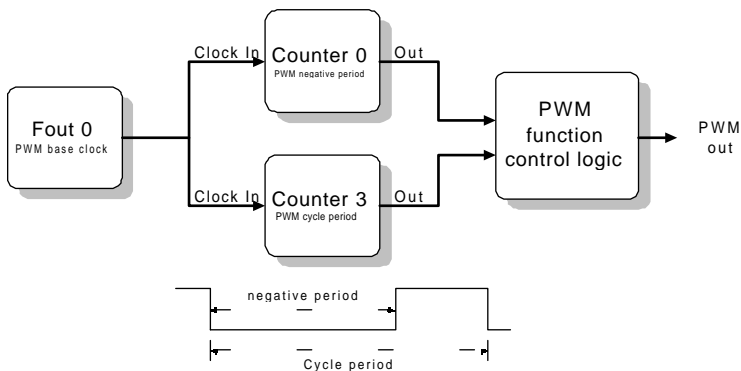 Fout 0
PWM base clock
Clock In
Counter 0
PWM negative period
Out
Clock In
Counter 3
PWM cycle period
Out
PWM
function
control logic
PWM
out
negative period
Cycle period